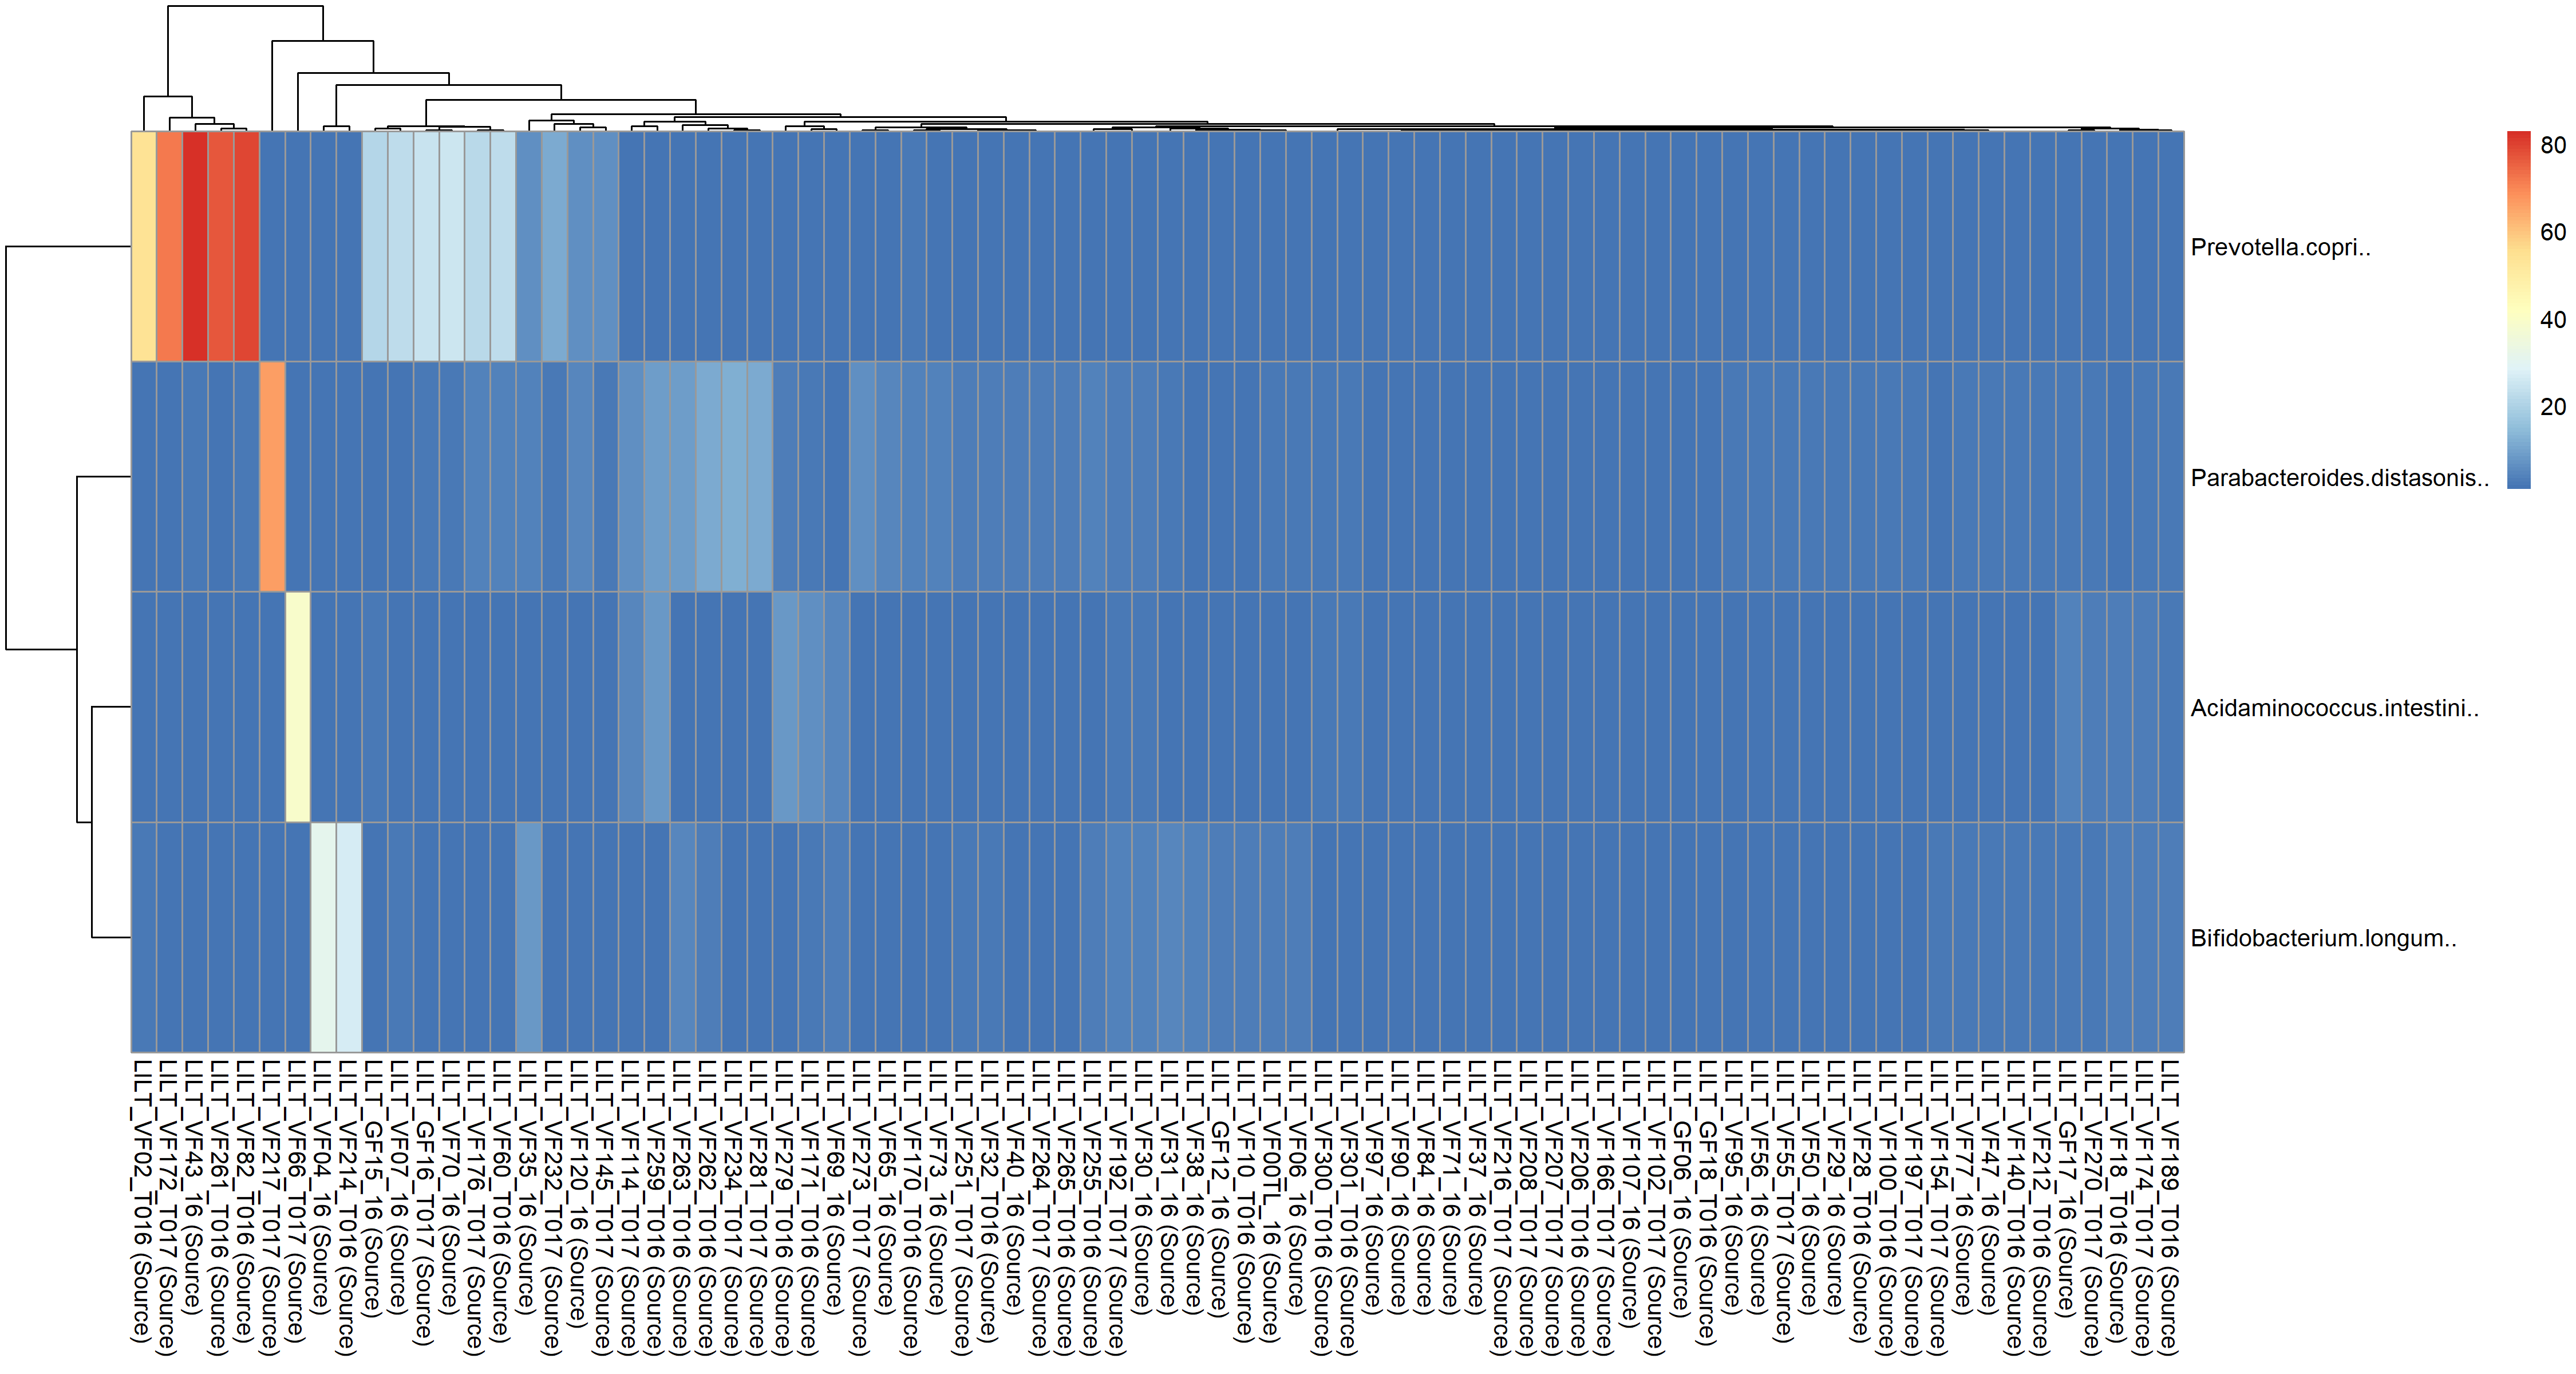 80
60
40
20
Prevotella.copri..
Parabacteroides.distasonis..
Acidaminococcus.intestini..
Bifidobacterium.longum..
LILT_VF02_T016 (Source)
LILT_VF172_T017 (Source)
LILT_VF43_16 (Source)
LILT_VF261_T016 (Source)
LILT_VF82_T016 (Source)
LILT_VF217_T017 (Source)
LILT_VF66_T017 (Source)
LILT_VF04_16 (Source)
LILT_VF214_T016 (Source)
LILT_GF15_16 (Source)
LILT_VF07_16 (Source)
LILT_GF16_T017 (Source)
LILT_VF70_16 (Source)
LILT_VF176_T017 (Source)
LILT_VF60_T016 (Source)
LILT_VF35_16 (Source)
LILT_VF232_T017 (Source)
LILT_VF120_16 (Source)
LILT_VF145_T017 (Source)
LILT_VF114_T017 (Source)
LILT_VF259_T016 (Source)
LILT_VF263_T016 (Source)
LILT_VF262_T016 (Source)
LILT_VF234_T017 (Source)
LILT_VF281_T017 (Source)
LILT_VF279_T016 (Source)
LILT_VF171_T016 (Source)
LILT_VF69_16 (Source)
LILT_VF273_T017 (Source)
LILT_VF65_16 (Source)
LILT_VF170_T016 (Source)
LILT_VF73_16 (Source)
LILT_VF251_T017 (Source)
LILT_VF32_T016 (Source)
LILT_VF40_16 (Source)
LILT_VF264_T017 (Source)
LILT_VF265_T016 (Source)
LILT_VF255_T016 (Source)
LILT_VF192_T017 (Source)
LILT_VF30_16 (Source)
LILT_VF31_16 (Source)
LILT_VF38_16 (Source)
LILT_GF12_16 (Source)
LILT_VF10_T016 (Source)
LILT_VF00TL_16 (Source)
LILT_VF06_16 (Source)
LILT_VF300_T016 (Source)
LILT_VF301_T016 (Source)
LILT_VF97_16 (Source)
LILT_VF90_16 (Source)
LILT_VF84_16 (Source)
LILT_VF71_16 (Source)
LILT_VF37_16 (Source)
LILT_VF216_T017 (Source)
LILT_VF208_T017 (Source)
LILT_VF207_T017 (Source)
LILT_VF206_T016 (Source)
LILT_VF166_T017 (Source)
LILT_VF107_16 (Source)
LILT_VF102_T017 (Source)
LILT_GF06_16 (Source)
LILT_GF18_T016 (Source)
LILT_VF95_16 (Source)
LILT_VF56_16 (Source)
LILT_VF55_T017 (Source)
LILT_VF50_16 (Source)
LILT_VF29_16 (Source)
LILT_VF28_T016 (Source)
LILT_VF100_T016 (Source)
LILT_VF197_T017 (Source)
LILT_VF154_T017 (Source)
LILT_VF77_16 (Source)
LILT_VF47_16 (Source)
LILT_VF140_T016 (Source)
LILT_VF212_T016 (Source)
LILT_GF17_16 (Source)
LILT_VF270_T017 (Source)
LILT_VF18_T016 (Source)
LILT_VF174_T017 (Source)
LILT_VF189_T016 (Source)